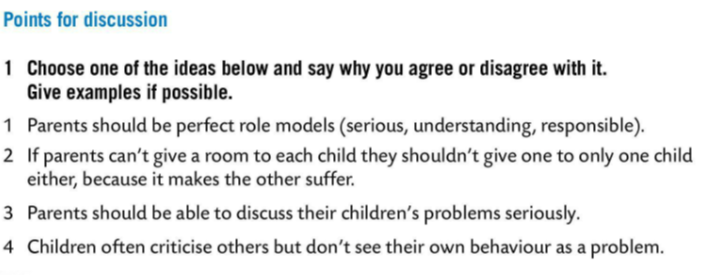 Points for discussion
1 Choose one of the ideas below and say why you agree or disagree with it.
Give examples if possible.
1 Parents should be perfect role models (serious, understanding, responsible).
2 If parents can't give a room to each child they shouldn't give one to only one child
either, because it makes the other suffer.
3 Parents should be able to discuss their children's problems seriously.
4 Children often criticise others but don't see their own behaviour as a problem.